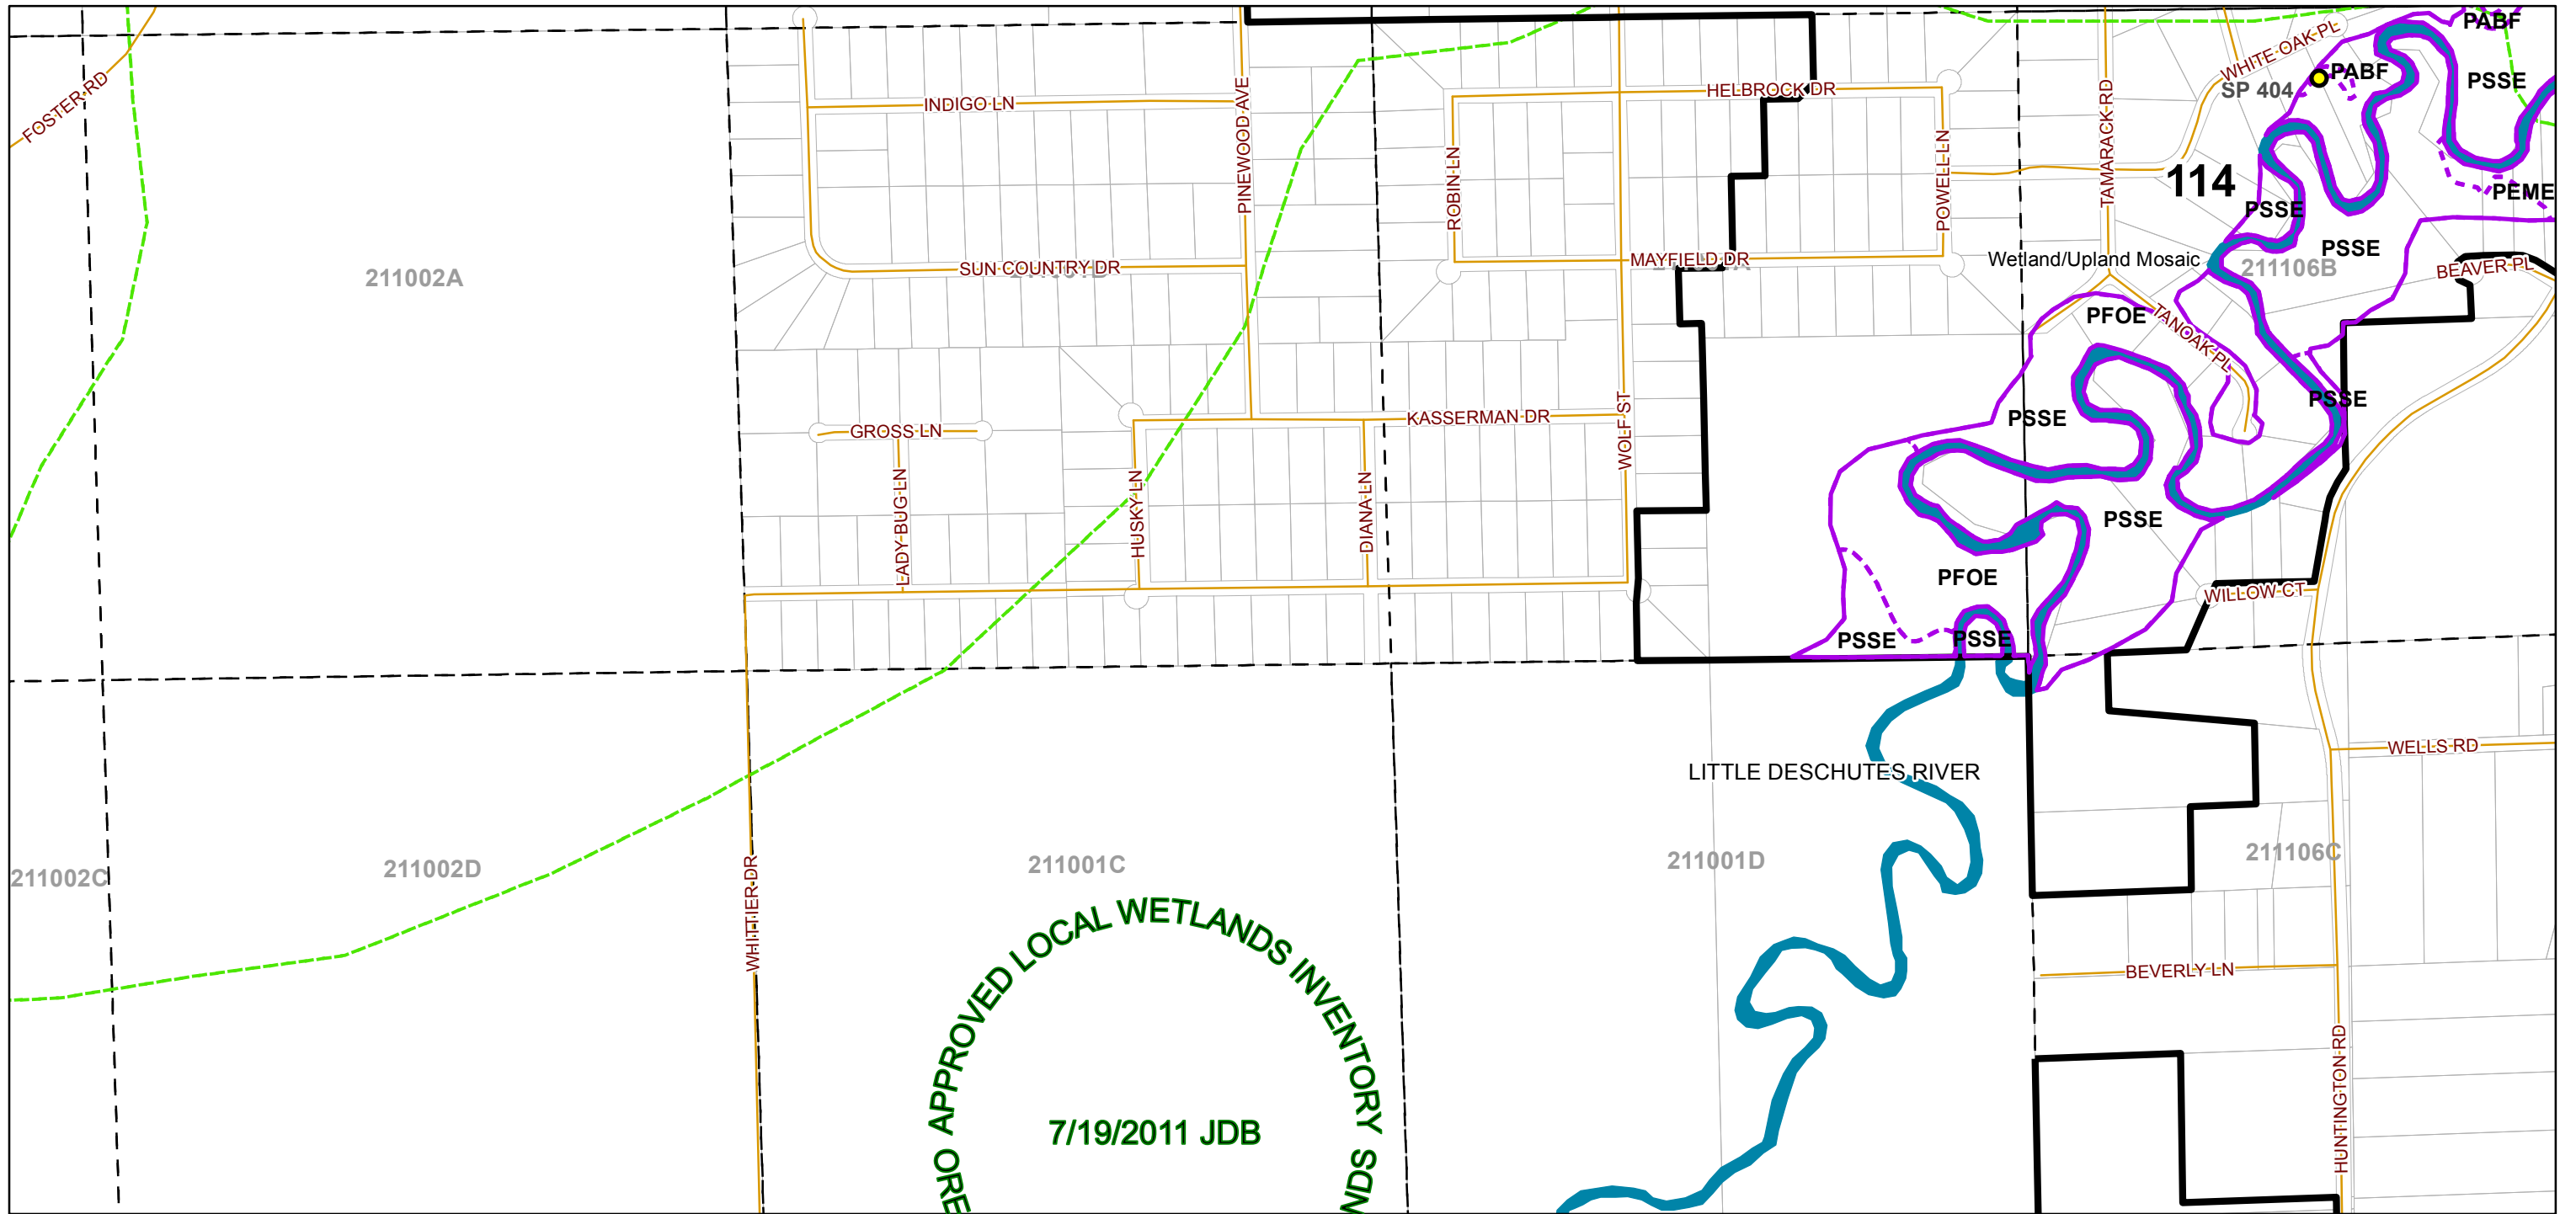 PABF
WHITE OAK PL
FOSTER RD
PABF
PSSE
SP 404
INDIGO LN
PINEWOOD AVE
HELBROCK DR
TAMARACK RD
ROBIN LN
POWELL LN
114
PSSE
PEME
PSSE
Wetland/Upland Mosaic
211106B
BEAVER PL
211002A
SUN COUNTRY DR
MAYFIELD DR
PFOE
TANOAK PL
PSSE
PSSE
GROSS LN
KASSERMAN DR
WOLF ST
LADY BUG LN
HUSKY LN
DIANA LN
PSSE
PFOE
WILLOW CT
PSSE
PSSE
WELLS RD
LITTLE DESCHUTES RIVER
211002C
211002D
211001C
211001D
211106C
WHITTIER DR
BEVERLY LN
HUNTINGTON RD
ORE
O APPROVED LOCAL WETLANDS INVENTORY
NDS
7/19/2011 JDB